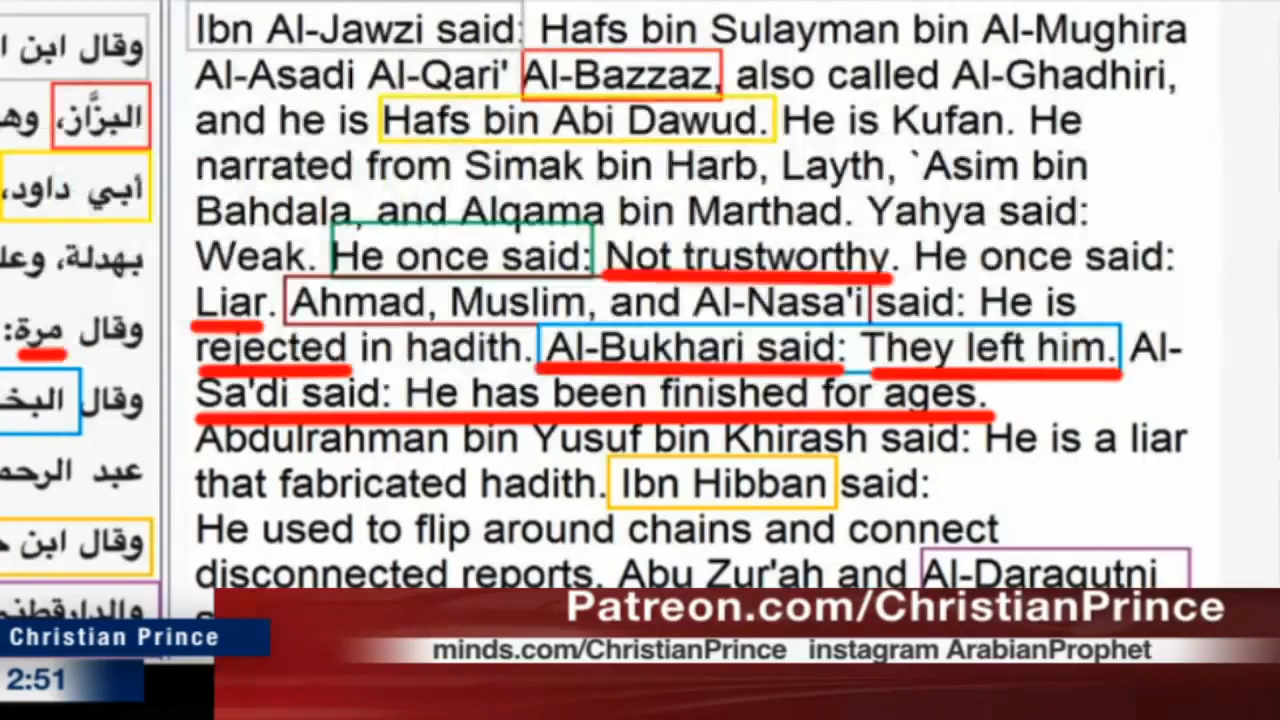 وقال ابن
البزَّاز،
أبي داود،
بهدلة،
وقال مرة:
وقال
عبد
وقال ابن
Ibn Al-Jawzi said: Hafs bin Sulayman bin Al-Mughira
Al-Asadi Al-Qari' Al-Bazzaz, also called Al-Ghadhiri,
and he is Hafs bin Abi Dawud. He is Kufan. He
narrated from Simak bin Harb, Layth, `Asim bin
Bahdala, and Alqama bin Marthad. Yahya said:
Weak. He once said: Not trustworthy. He once said:
Liar. Ahmad, Muslim, and Al-Nasa'i said: He is
rejected in hadith. Al-Bukhari said: They left him. Al-
Sa'di said: He has been finished for ages.
Abdulrahman bin Yusuf bin Khirash said: He is a liar
that fabricated hadith. Ibn Hibban said:
He used to flip around chains and connect
disconnected reports. Abu Zur'ah and Al-Daraqutni
Patreon.com/ChristianPrince
Christian Prince
minds.com/ChristianPrince instagram ArabianProphet
2:51